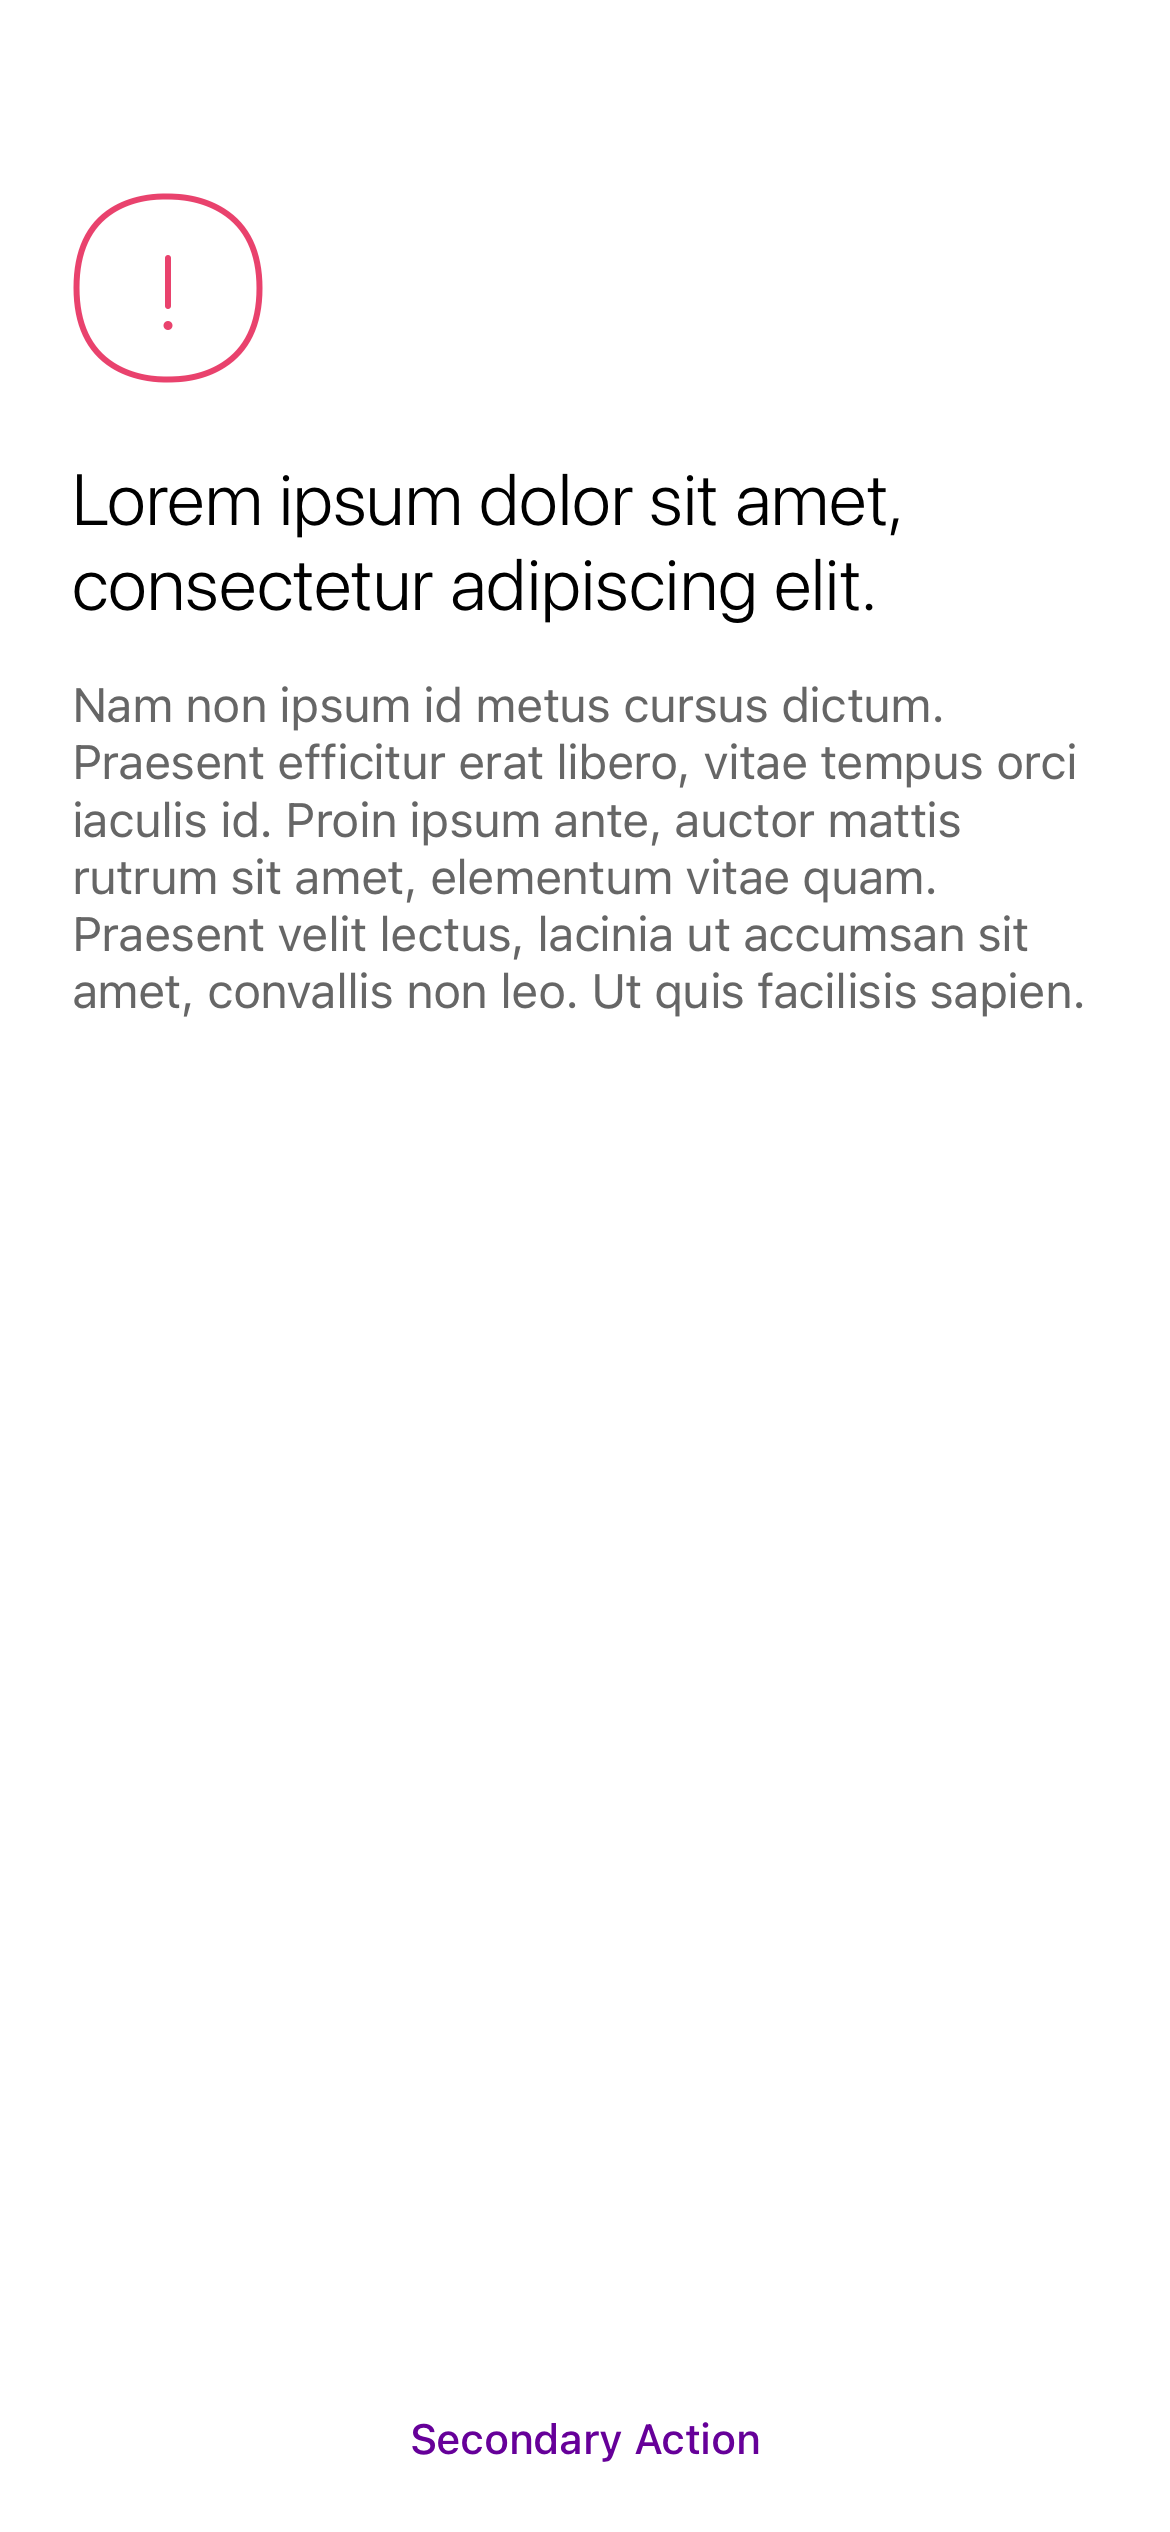 Lorem ipsum dolor sit amet,
consectetur adipiscing elit.
Nam non ipsum id metus cursus dictum.
Praesent efficitur erat libero, vitae tempus orci
iaculis id. Proin ipsum ante, auctor mattis
rutrum sit amet, elementum vitae quam.
Praesent velit lectus, lacinia ut accumsan sit
amet, convallis non leo. Ut quis facilisis sapien.
Secondary Action